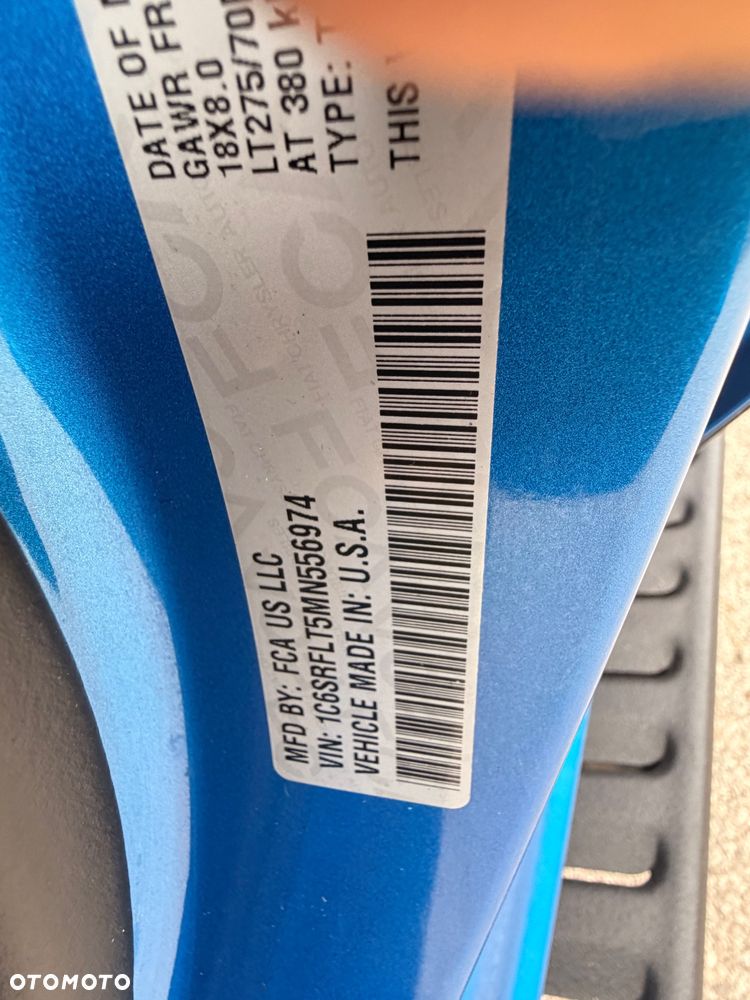 MFD BY: FCA US LLC
VIN: 1C6SRFLT5MN556974
VEHICLE MADE IN: U.S.A.
DATE OF
GAWR FR
18X8.0
LT275/70
AT 380
TYPE:
THIS
OTOMOTO